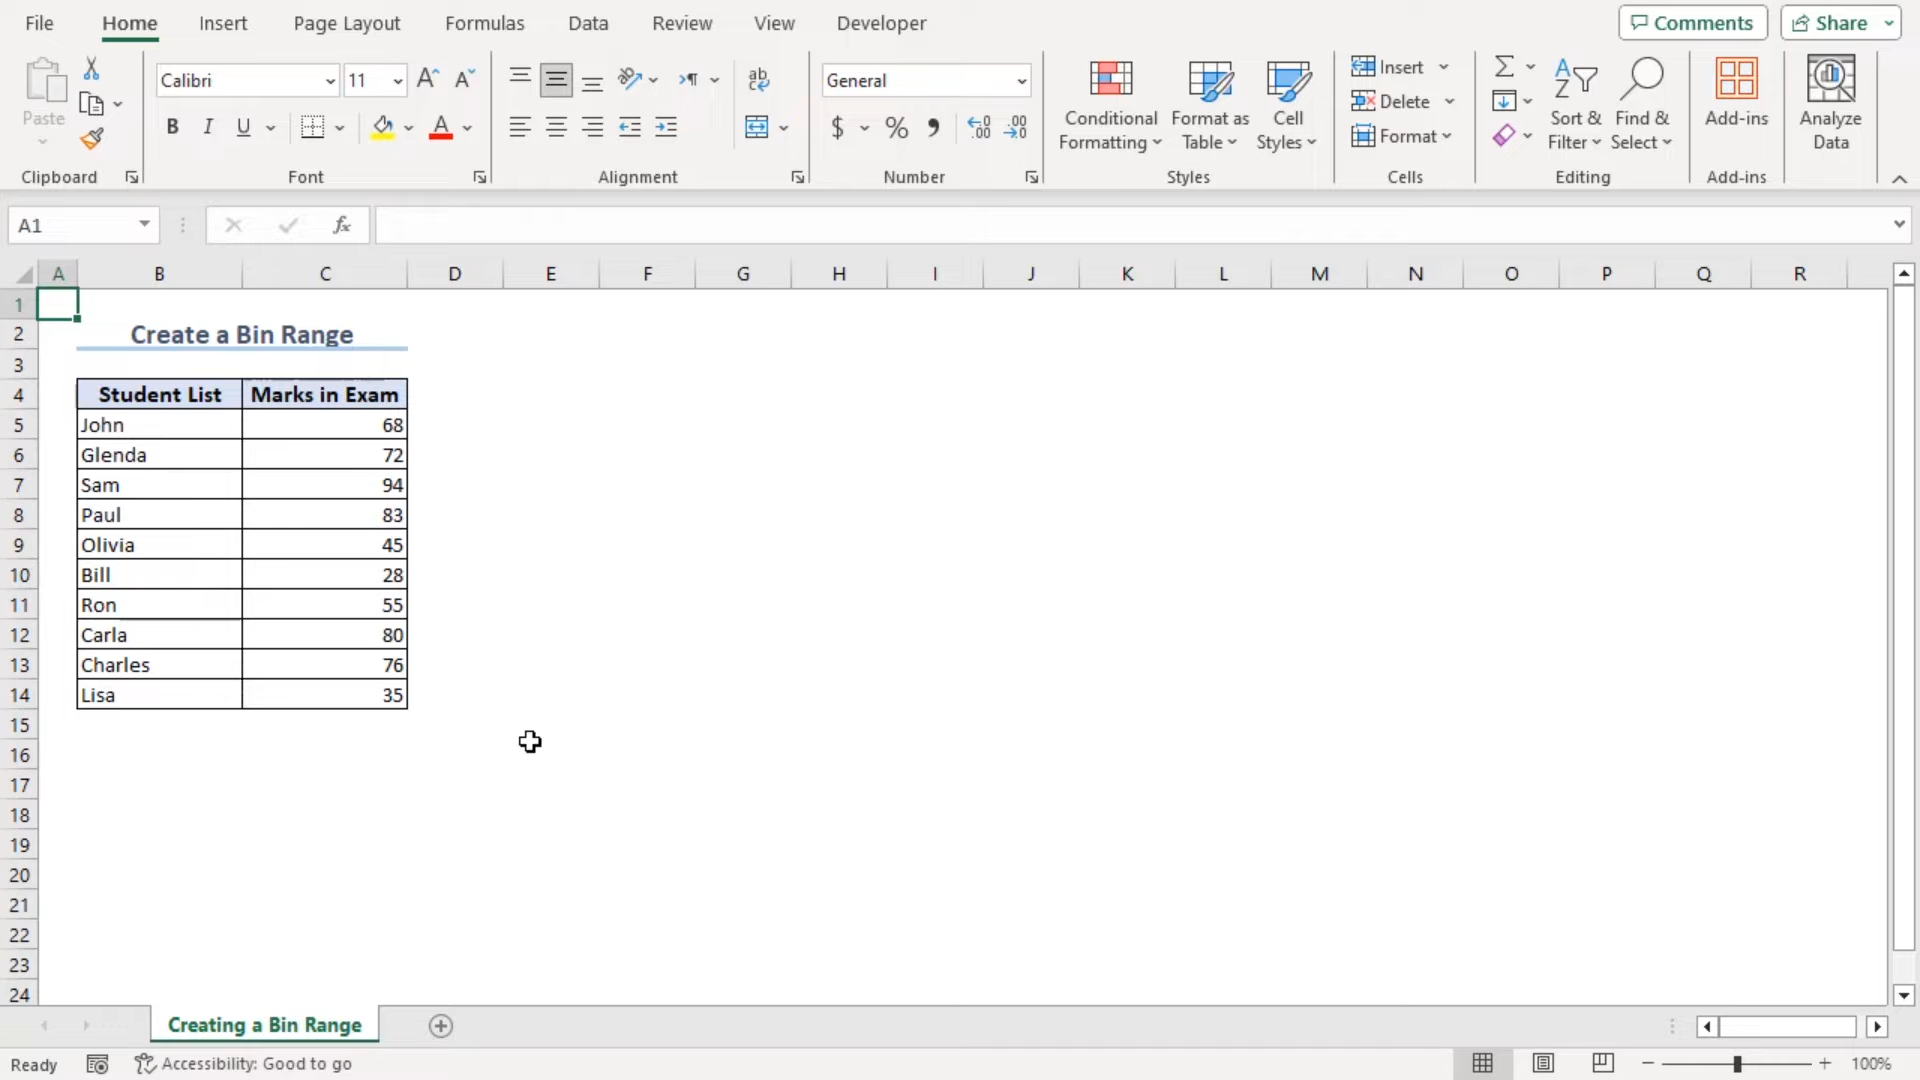 File Home Insert Page Layout Formulas Data Review View Developer Comments Share
Paste
Clipboard
Calibri 11
B I U A
Font
ab
Alignment
General
$ % 9 .00
Number
Conditional Formatting
Format as Table
Cell Styles
Styles
Insert
Delete
Format
Cells
Sort & Filter
Find & Select
Editing
Add-ins
Add-ins
Analyze Data
A1 fx
A B C D E F G H I J K L M N O P Q R
1
2 Create a Bin Range
3
4 Student List Marks in Exam
5 John 68
6 Glenda 72
7 Sam 94
8 Paul 83
9 Olivia 45
10 Bill 28
11 Ron 55
12 Carla 80
13 Charles 76
14 Lisa 35
15
16
17
18
19
20
21
22
23
24
Creating a Bin Range
Ready Accessibility: Good to go 100%